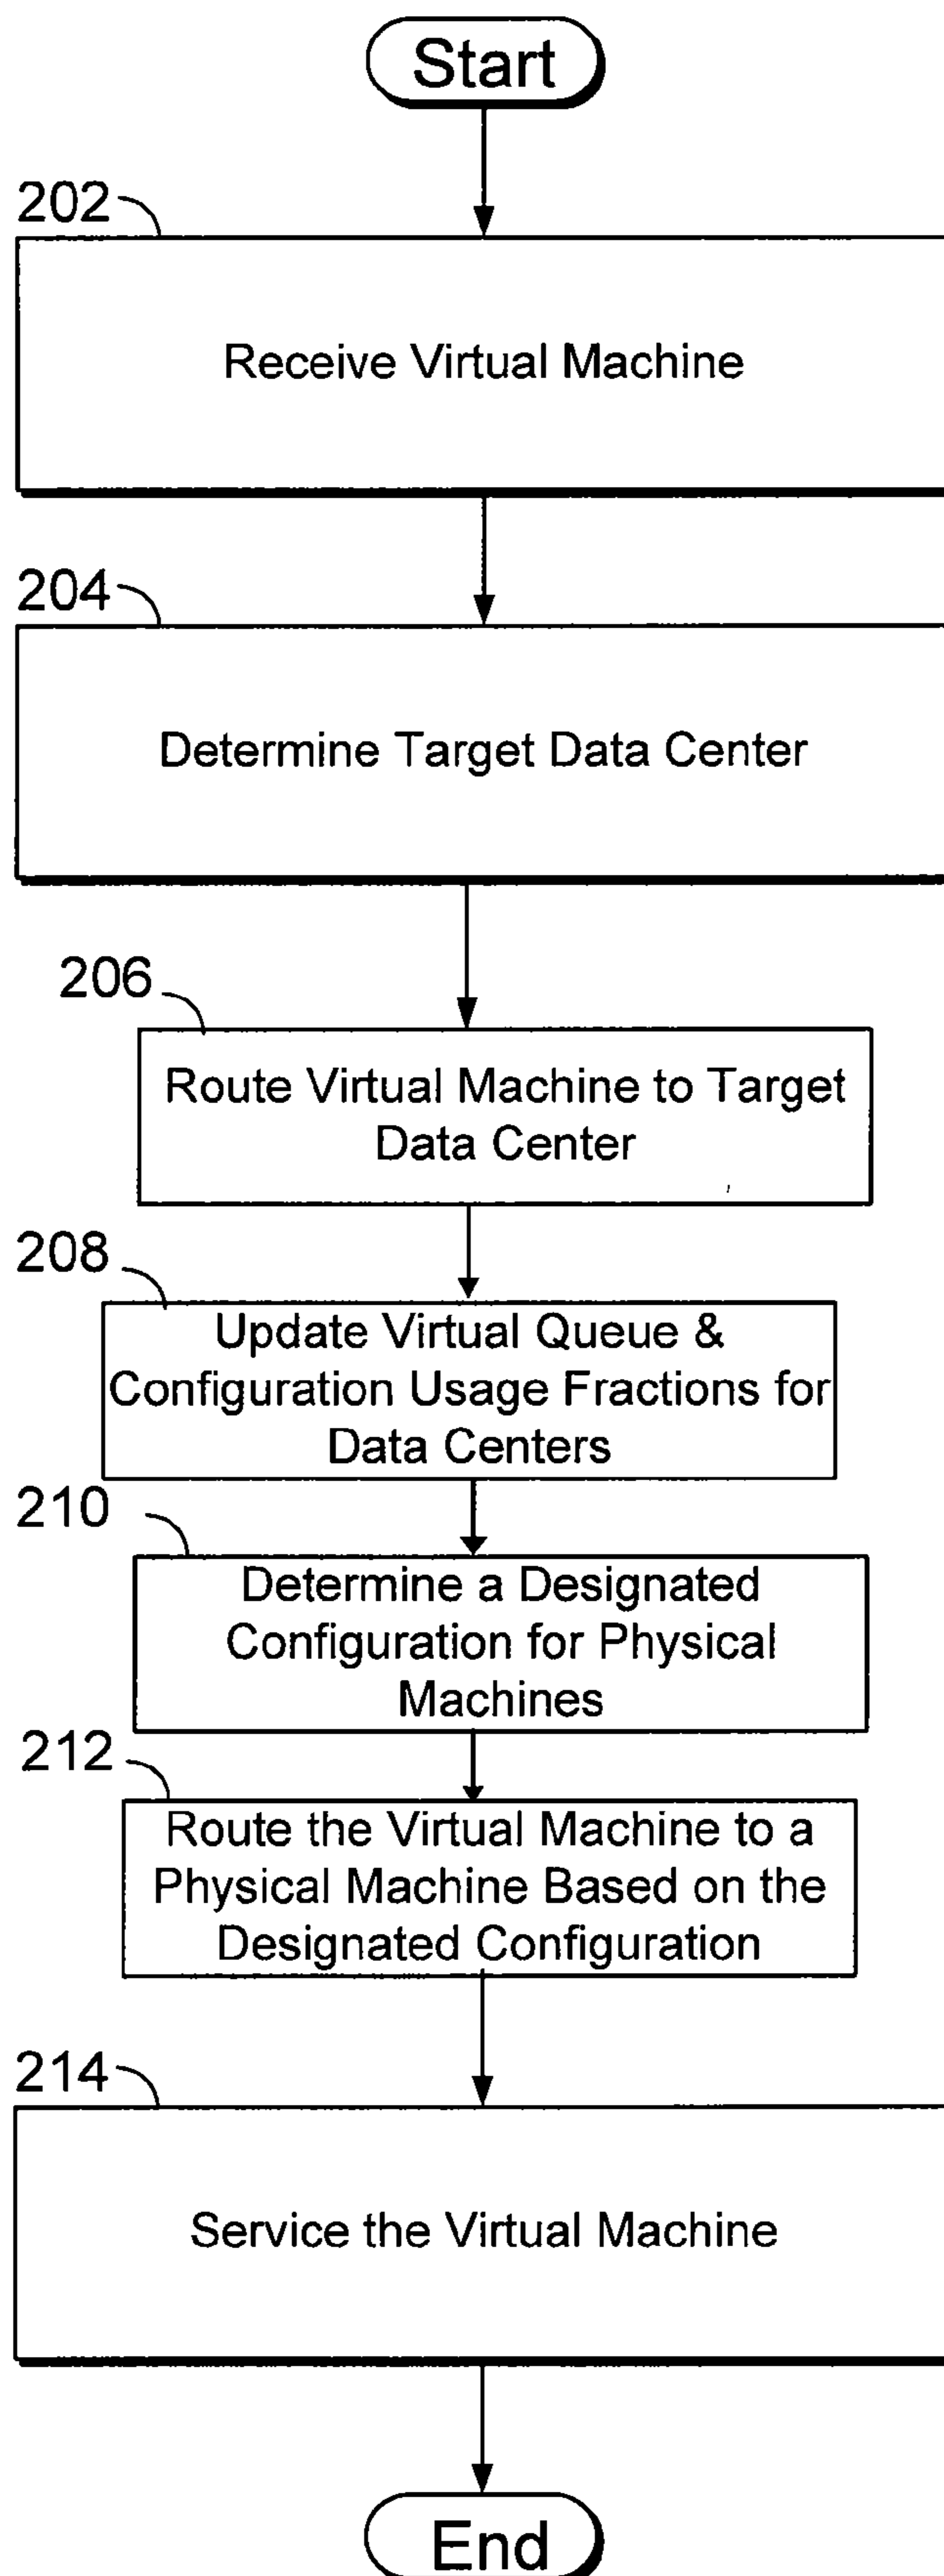 Start
202
Receive Virtual Machine
204
Determine Target Data Center
206
Route Virtual Machine to Target
Data Center
208
Update Virtual Queue &
Configuration Usage Fractions for
Data Centers
210
Determine a Designated
Configuration for Physical
Machines
212
Route the Virtual Machine to a
Physical Machine Based on the
Designated Configuration
214
Service the Virtual Machine
End